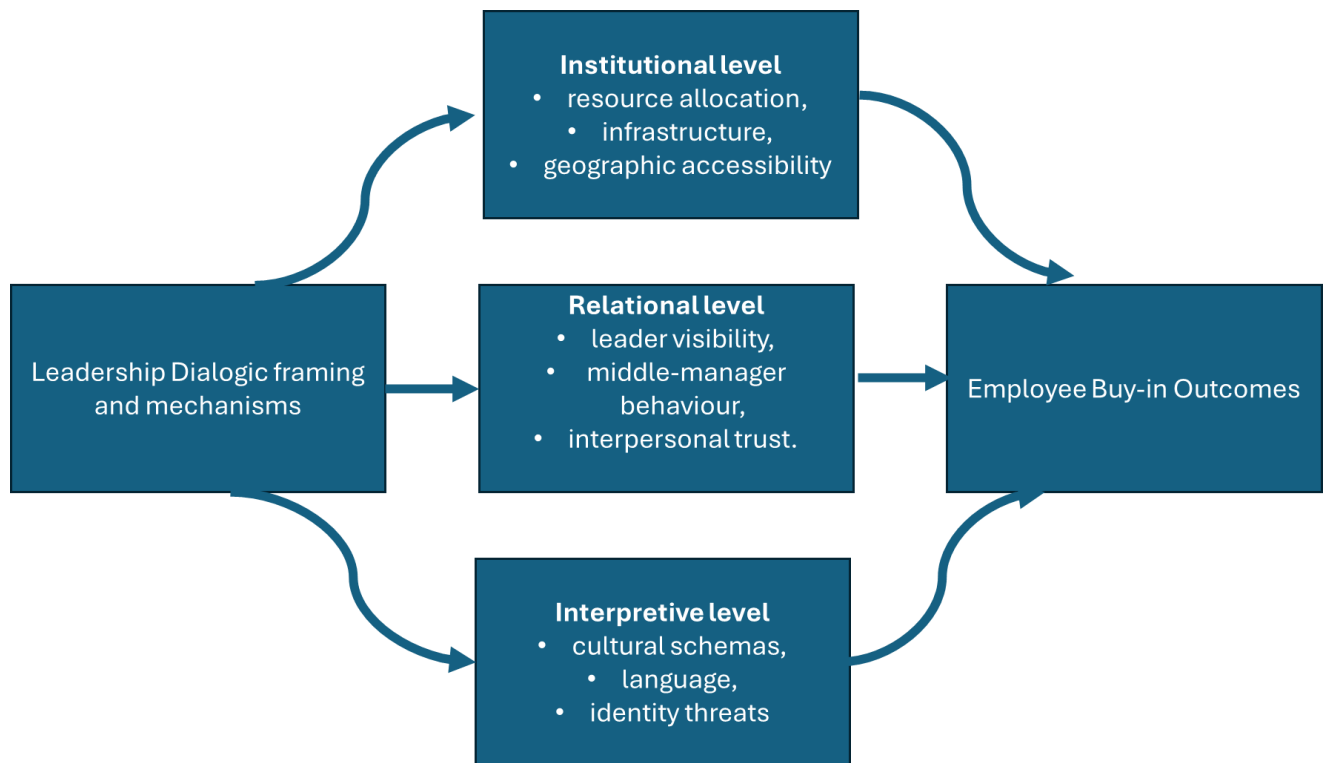 Institutional level
• resource allocation,
• infrastructure,
• geographic accessibility
Leadership Dialogic framing
and mechanisms
Relational level
• leader visibility,
• middle-manager
behaviour,
• interpersonal trust.
Employee Buy-in Outcomes
Interpretive level
• cultural schemas,
• language,
• identity threats